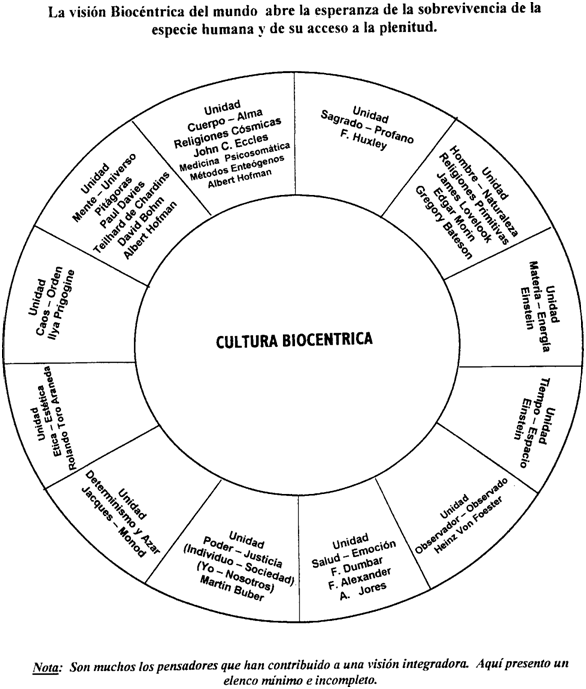 La visión Biocéntrica del mundo abre la esperanza de la sobrevivencia de la
especie humana y de su acceso a la plenitud.
Unidad
Cuerpo – Alma
Religiones Cósmicas
John C. Eccles
Medicina Psicosomática
Métodos Enteógenos
Albert Hofman
Unidad
Sagrado – Profano
F. Huxley
Unidad
Hombre – Naturaleza
Religiones Primitivas
James Lovelook
Edgar Morin
Gregory Bateson
Unidad
Materia – Energía
Einstein
Unidad
Tiempo – Espacio
Einstein
Unidad
Observador – Observado
Heinz Von Foester
Unidad
Salud – Emoción
F. Dumbar
F. Alexander
A. Jores
Unidad
Poder – Justicia
(Individuo – Sociedad)
(Yo – Nosotros)
Martin Buber
Unidad
Determinismo y Azar
Jacques – Monod
Unidad
Etica – Estética
Rolando Toro Araneda
Unidad
Caos – Orden
Ilya Prigogine
Unidad
Mente – Universo
Pitágoras
Paul Davies
Teilhard de Chardins
David Bohm
Albert Hofman
CULTURA BIOCENTRICA
Nota: Son muchos los pensadores que han contribuido a una visión integradora. Aquí presento un
elenco mínimo e incompleto.